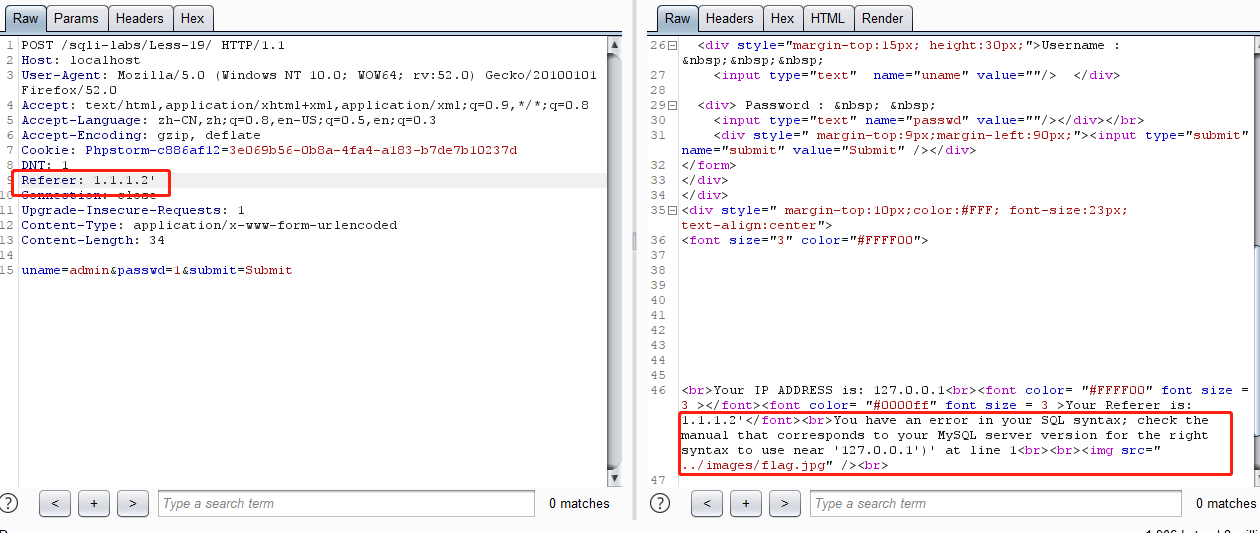 Raw Params Headers Hex
1 POST /sqli-labs/Less-19/ HTTP/1.1
2 Host: localhost
3 User-Agent: Mozilla/5.0 (Windows NT 10.0; WOW64; rv:52.0) Gecko/20100101
Firefox/52.0
4 Accept: text/html,application/xhtml+xml,application/xml;q=0.9,*/*;q=0.8
5 Accept-Language: zh-CN,zh;q=0.8,en-US;q=0.5,en;q=0.3
6 Accept-Encoding: gzip, deflate
7 Cookie: Phpstorm-c886af12=3e069b56-0b8a-4fa4-a183-b7de7b10237d
8 DNT: 1
9 Referer: 1.1.1.2'
10 Connection: close
11 Upgrade-Insecure-Requests: 1
12 Content-Type: application/x-www-form-urlencoded
13 Content-Length: 34
14
15 uname=admin&passwd=1&submit=Submit
? < + > Type a search term 0 matches
Raw Headers Hex HTML Render
26 <div style="margin-top:15px; height:30px;">Username :
&nbsp;&nbsp;&nbsp;
27 <input type="text"  name="uname" value=""/>  </div>
28
29 <div> Password : &nbsp; &nbsp;
30 <input type="text" name="passwd" value=""/></div></br>
31 <div style=" margin-top:9px;margin-left:90px;"><input type="submit"
name="submit" value="Submit" /></div>
32 </form>
33 </div>
34 </div>
35 <div style=" margin-top:10px;color:#FFF; font-size:23px;
text-align:center">
36 <font size="3" color="#FFFF00">
37
38
39
40
41
42
43
44
45
46 <br>Your IP ADDRESS is: 127.0.0.1<br><font color= "#FFFF00" font size =
3 ></font><font color= "#0000ff" font size = 3 >Your Referer is:
1.1.1.2'</font><br>You have an error in your SQL syntax; check the
manual that corresponds to your MySQL server version for the right
syntax to use near '127.0.0.1')' at line 1<br><br><img src="
../images/flag.jpg" /><br>
47
? < + > Type a search term 0 matches